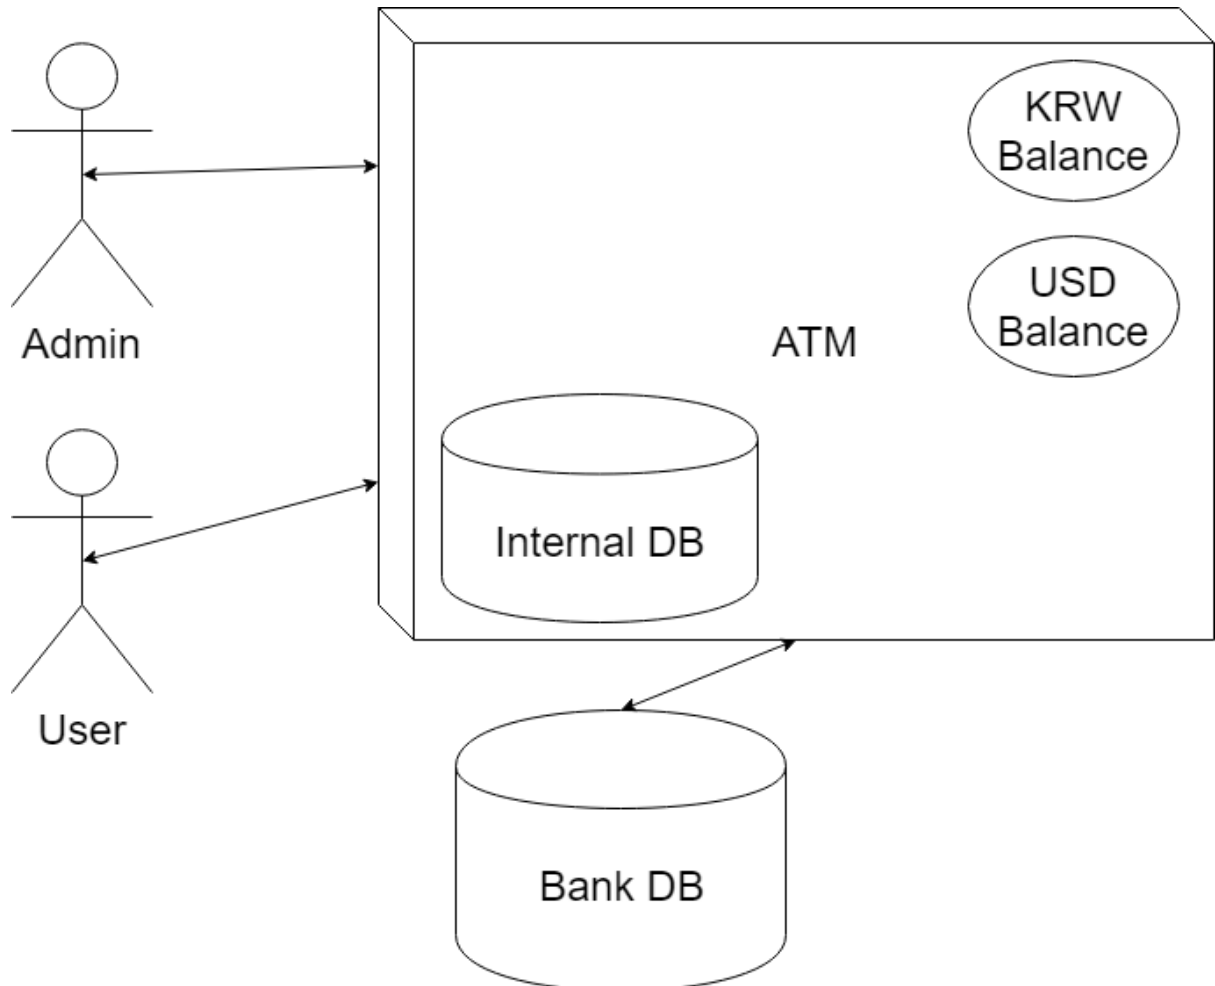 KRW
Balance
USD
Balance
Admin
ATM
Internal DB
User
Bank DB